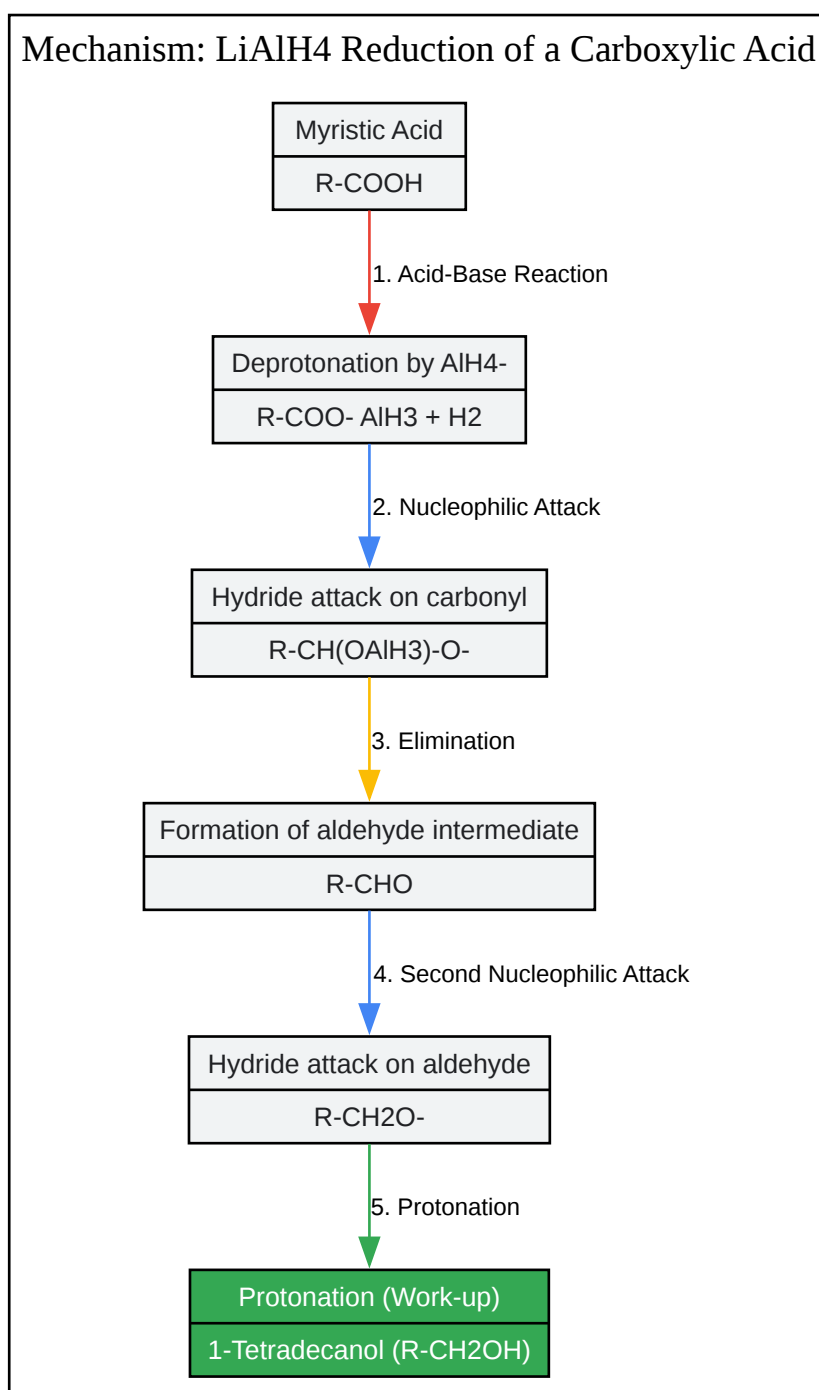 Mechanism: LiAlH4 Reduction of a Carboxylic Acid
Myristic Acid
R-COOH
1. Acid-Base Reaction
Deprotonation by AlH4-
R-COO- AlH3 + H2
2. Nucleophilic Attack
Hydride attack on carbonyl
R-CH(OAlH3)-O-
3. Elimination
Formation of aldehyde intermediate
R-CHO
4. Second Nucleophilic Attack
Hydride attack on aldehyde
R-CH2O-
5. Protonation
Protonation (Work-up)
1-Tetradecanol (R-CH2OH)